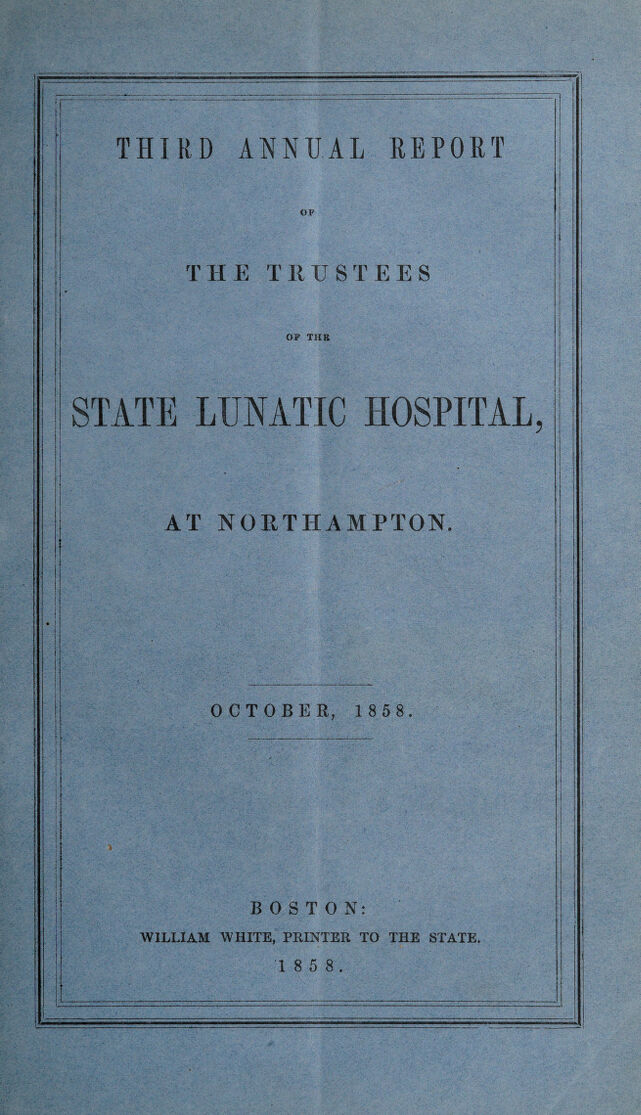 THIRD ANNUAL REPORT
OF
THE TRUSTEES
OF THE
STATE LUNATIC HOSPITAL,
AT NORTHAMPTON.
OCTOBER, 1858.
BOSTON:
WILLIAM WHITE, PRINTER TO THE STATE.
1858.